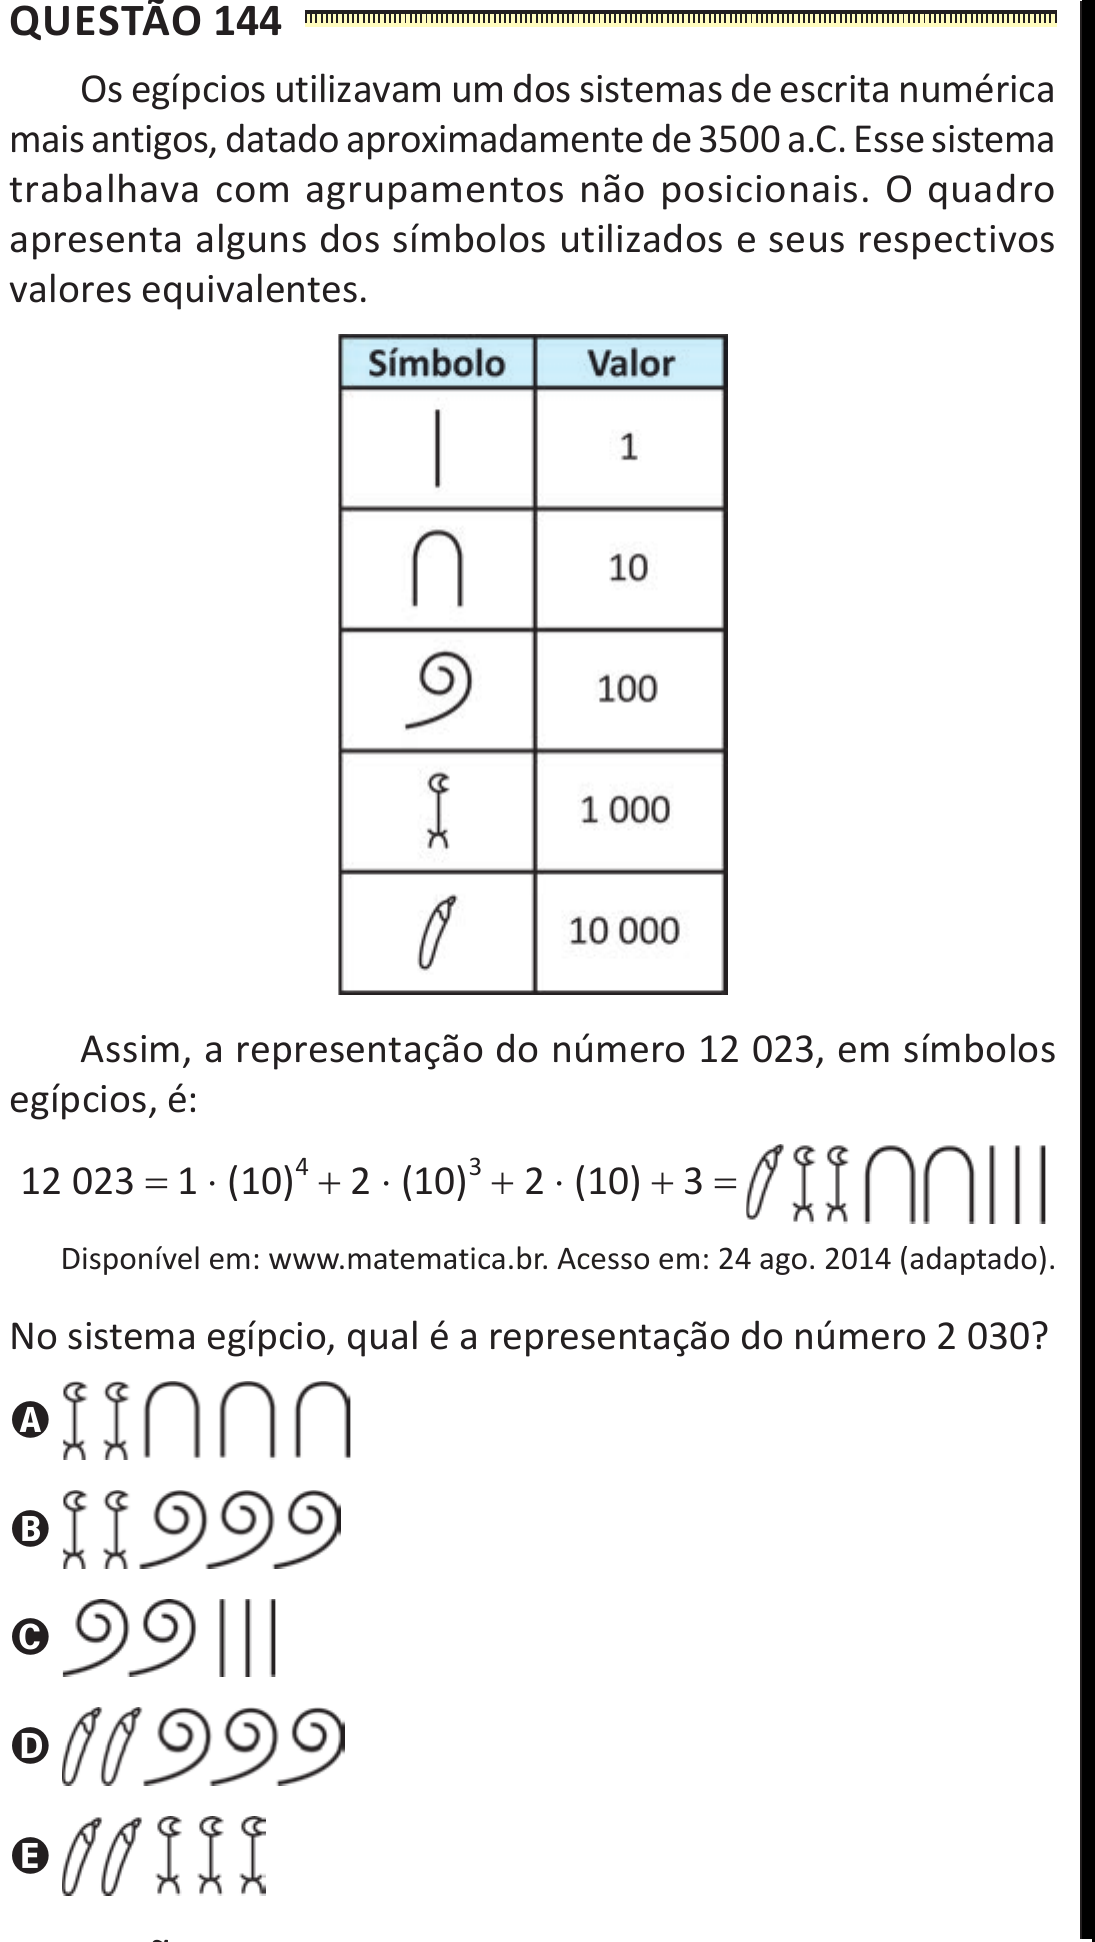 QUESTÃO 144
Os egípcios utilizavam um dos sistemas de escrita numérica
mais antigos, datado aproximadamente de 3500 a.C. Esse sistema
trabalhava com agrupamentos não posicionais. O quadro
apresenta alguns dos símbolos utilizados e seus respectivos
valores equivalentes.
Símbolo Valor
1
10
100
1 000
10 000
Assim, a representação do número 12 023, em símbolos
egípcios, é:
12 023 = 1 · (10)⁴ + 2 · (10)³ + 2 · (10) + 3 =
Disponível em: www.matematica.br. Acesso em: 24 ago. 2014 (adaptado).
No sistema egípcio, qual é a representação do número 2 030?
A
B
C
D
E